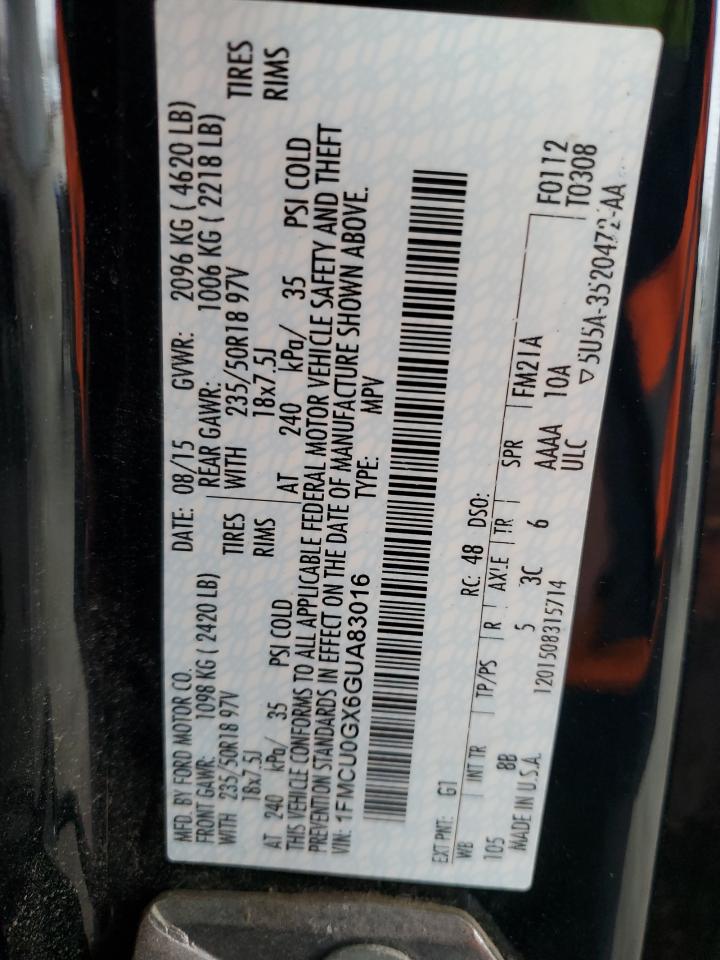 MFD. BY FORD MOTOR CO. DATE: 08/15 GVWR: 2096 KG ( 4620 LB)
FRONT GAWR: 1098 KG ( 2420 LB) REAR GAWR: 1006 KG ( 2218 LB)
WITH 235/50R18 97V TIRES WITH 235/50R18 97V TIRES
18x7.5J RIMS 18x7.5J RIMS
AT 240 kPa/ 35 PSI COLD AT 240 kPa/ 35 PSI COLD
THIS VEHICLE CONFORMS TO ALL APPLICABLE FEDERAL MOTOR VEHICLE SAFETY AND THEFT
PREVENTION STANDARDS IN EFFECT ON THE DATE OF MANUFACTURE SHOWN ABOVE.
VIN: 1FMCU0GX6GUA83016 TYPE: MPV
EXT PNT: G1 RC: 48 DSO: F0112
WB INT TR TP/PS R AXLE TR SPR T0308
105 BB 5 3C 6 AAAA FM21A
ULC 10A
MADE IN U.S.A. 1201508315714 5U5A-3520472-AA